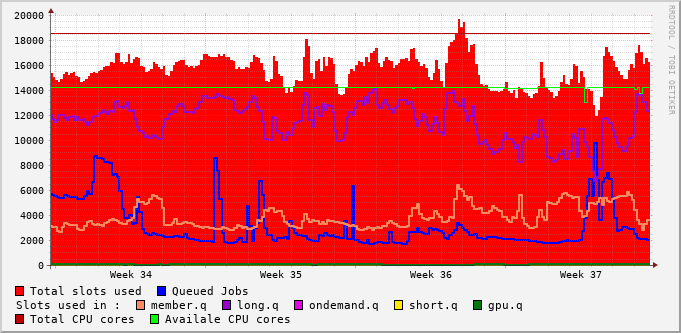 20000
18000
16000
14000
12000
10000
8000
6000
4000
2000
0
Week 34 Week 35 Week 36 Week 37
RRDTOOL / TOBI OETIKER
Total slots used Queued Jobs
Slots used in : member.q long.q ondemand.q short.q gpu.q
Total CPU cores Availale CPU cores